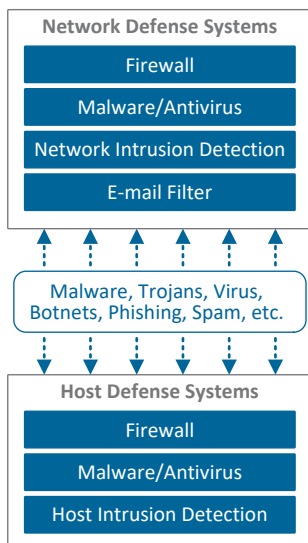 Network Defense Systems
Firewall
Malware/Antivirus
Network Intrusion Detection
E-mail Filter
Malware, Trojans, Virus,
Botnets, Phishing, Spam, etc.
Host Defense Systems
Firewall
Malware/Antivirus
Host Intrusion Detection